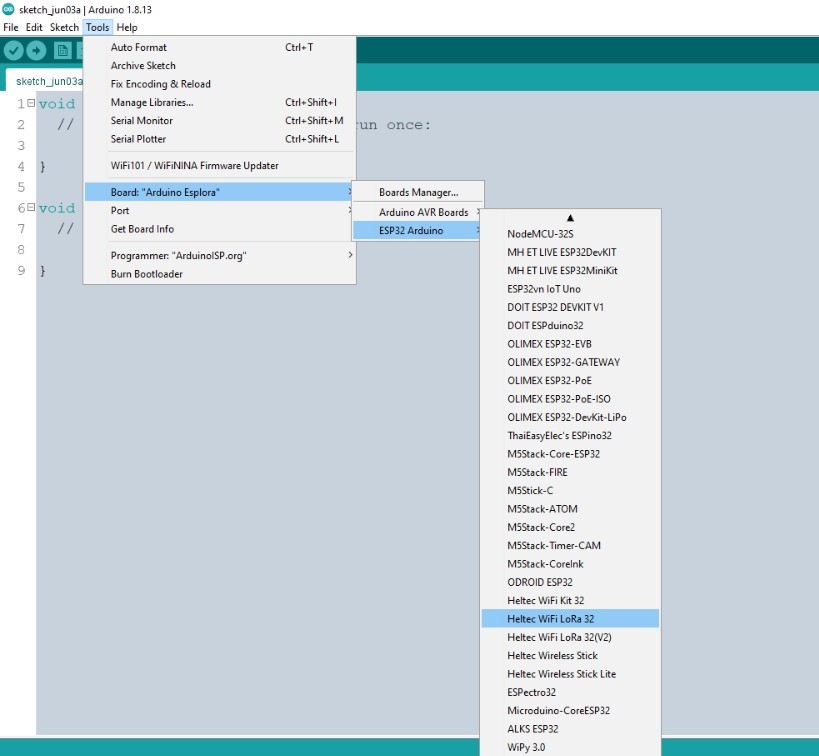 sketch_jun03a | Arduino 1.8.13
File Edit Sketch Tools Help
sketch_jun03a
Auto Format Ctrl+T
Archive Sketch
Fix Encoding & Reload
Manage Libraries... Ctrl+Shift+I
Serial Monitor Ctrl+Shift+M
Serial Plotter Ctrl+Shift+L
WiFi101 / WiFiNINA Firmware Updater
Board: "Arduino Esplora"
Port
Get Board Info
Programmer: "ArduinoISP.org"
Burn Bootloader
1 void
2 // run once:
3
4 }
5
6 void
7 //
8
9 }
Boards Manager...
Arduino AVR Boards
ESP32 Arduino
NodeMCU-32S
MH ET LIVE ESP32DevKIT
MH ET LIVE ESP32MiniKit
ESP32vn IoT Uno
DOIT ESP32 DEVKIT V1
DOIT ESPduino32
OLIMEX ESP32-EVB
OLIMEX ESP32-GATEWAY
OLIMEX ESP32-PoE
OLIMEX ESP32-PoE-ISO
OLIMEX ESP32-DevKit-LiPo
ThaiEasyElec's ESPino32
M5Stack-Core-ESP32
M5Stack-FIRE
M5Stick-C
M5Stack-ATOM
M5Stack-Core2
M5Stack-Timer-CAM
M5Stack-CoreInk
ODROID ESP32
Heltec WiFi Kit 32
Heltec WiFi LoRa 32
Heltec WiFi LoRa 32(V2)
Heltec Wireless Stick
Heltec Wireless Stick Lite
ESPectro32
Microduino-CoreESP32
ALKS ESP32
WiPy 3.0